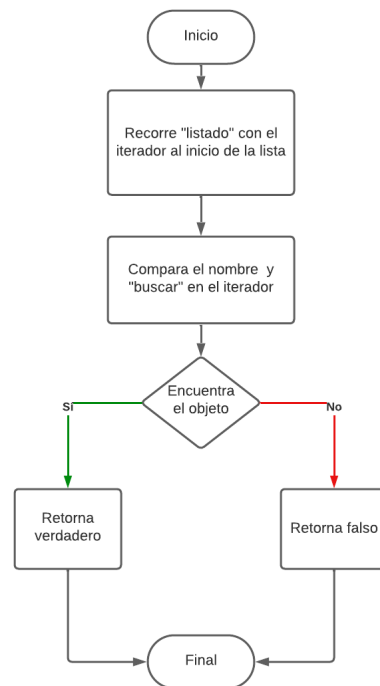 Inicio
Recorre "listado" con el
iterador al inicio de la lista
Compara el nombre y
"buscar" en el iterador
Encuentra
el objeto
Sí
No
Retorna
verdadero
Retorna falso
Final